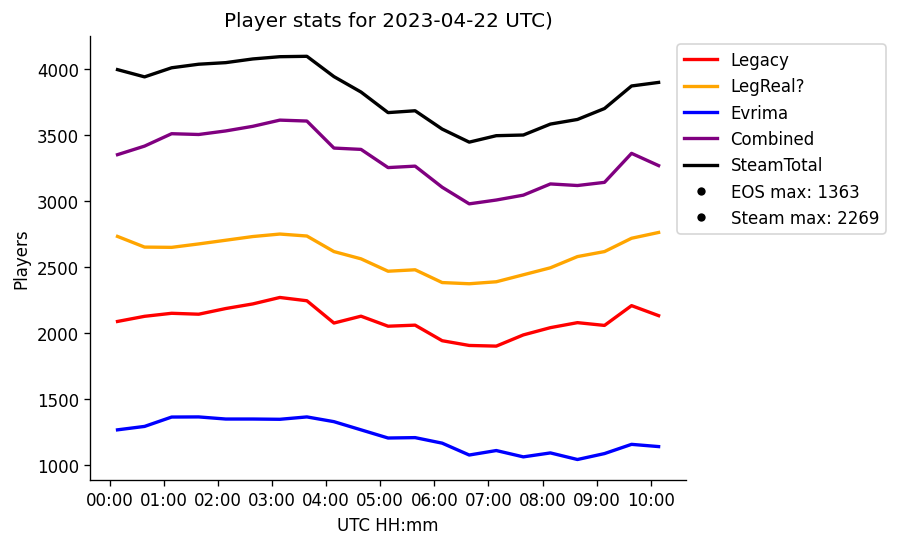 Player stats for 2023-04-22 UTC)
Players
4000
3500
3000
2500
2000
1500
1000
00:00 01:00 02:00 03:00 04:00 05:00 06:00 07:00 08:00 09:00 10:00
UTC HH:mm
Legacy
LegReal?
Evrima
Combined
SteamTotal
EOS max: 1363
Steam max: 2269